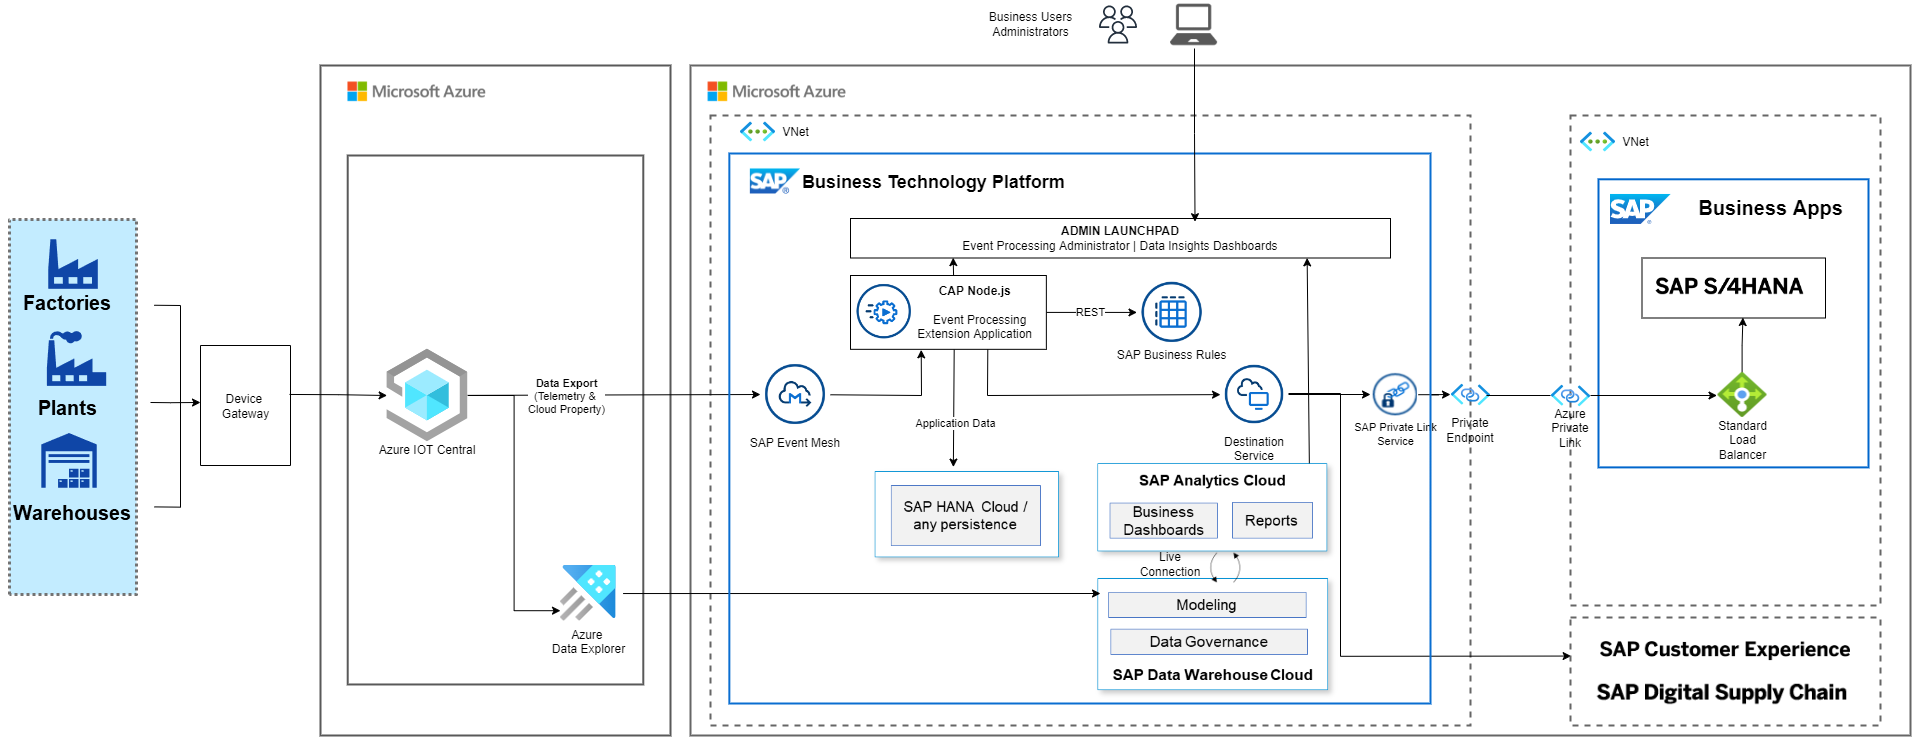 Business Users
Administrators
Microsoft Azure
Microsoft Azure
VNet
VNet
SAP®
Business Technology Platform
SAP®
Business Apps
ADMIN LAUNCHPAD
Event Processing Administrator | Data Insights Dashboards
Factories
Plants
Warehouses
Device
Gateway
Azure IOT Central
Data Export
(Telemetry &
Cloud Property)
Azure
Data Explorer
SAP Event Mesh
CAP Node.js
Event Processing
Extension Application
REST
SAP Business Rules
Application Data
SAP HANA Cloud /
any persistence
Destination
Service
SAP Private Link
Service
Private
Endpoint
Azure
Private
Link
SAP S/4HANA
Standard
Load
Balancer
SAP Analytics Cloud
Business
Dashboards
Reports
Live
Connection
Modeling
Data Governance
SAP Data Warehouse Cloud
SAP Customer Experience
SAP Digital Supply Chain